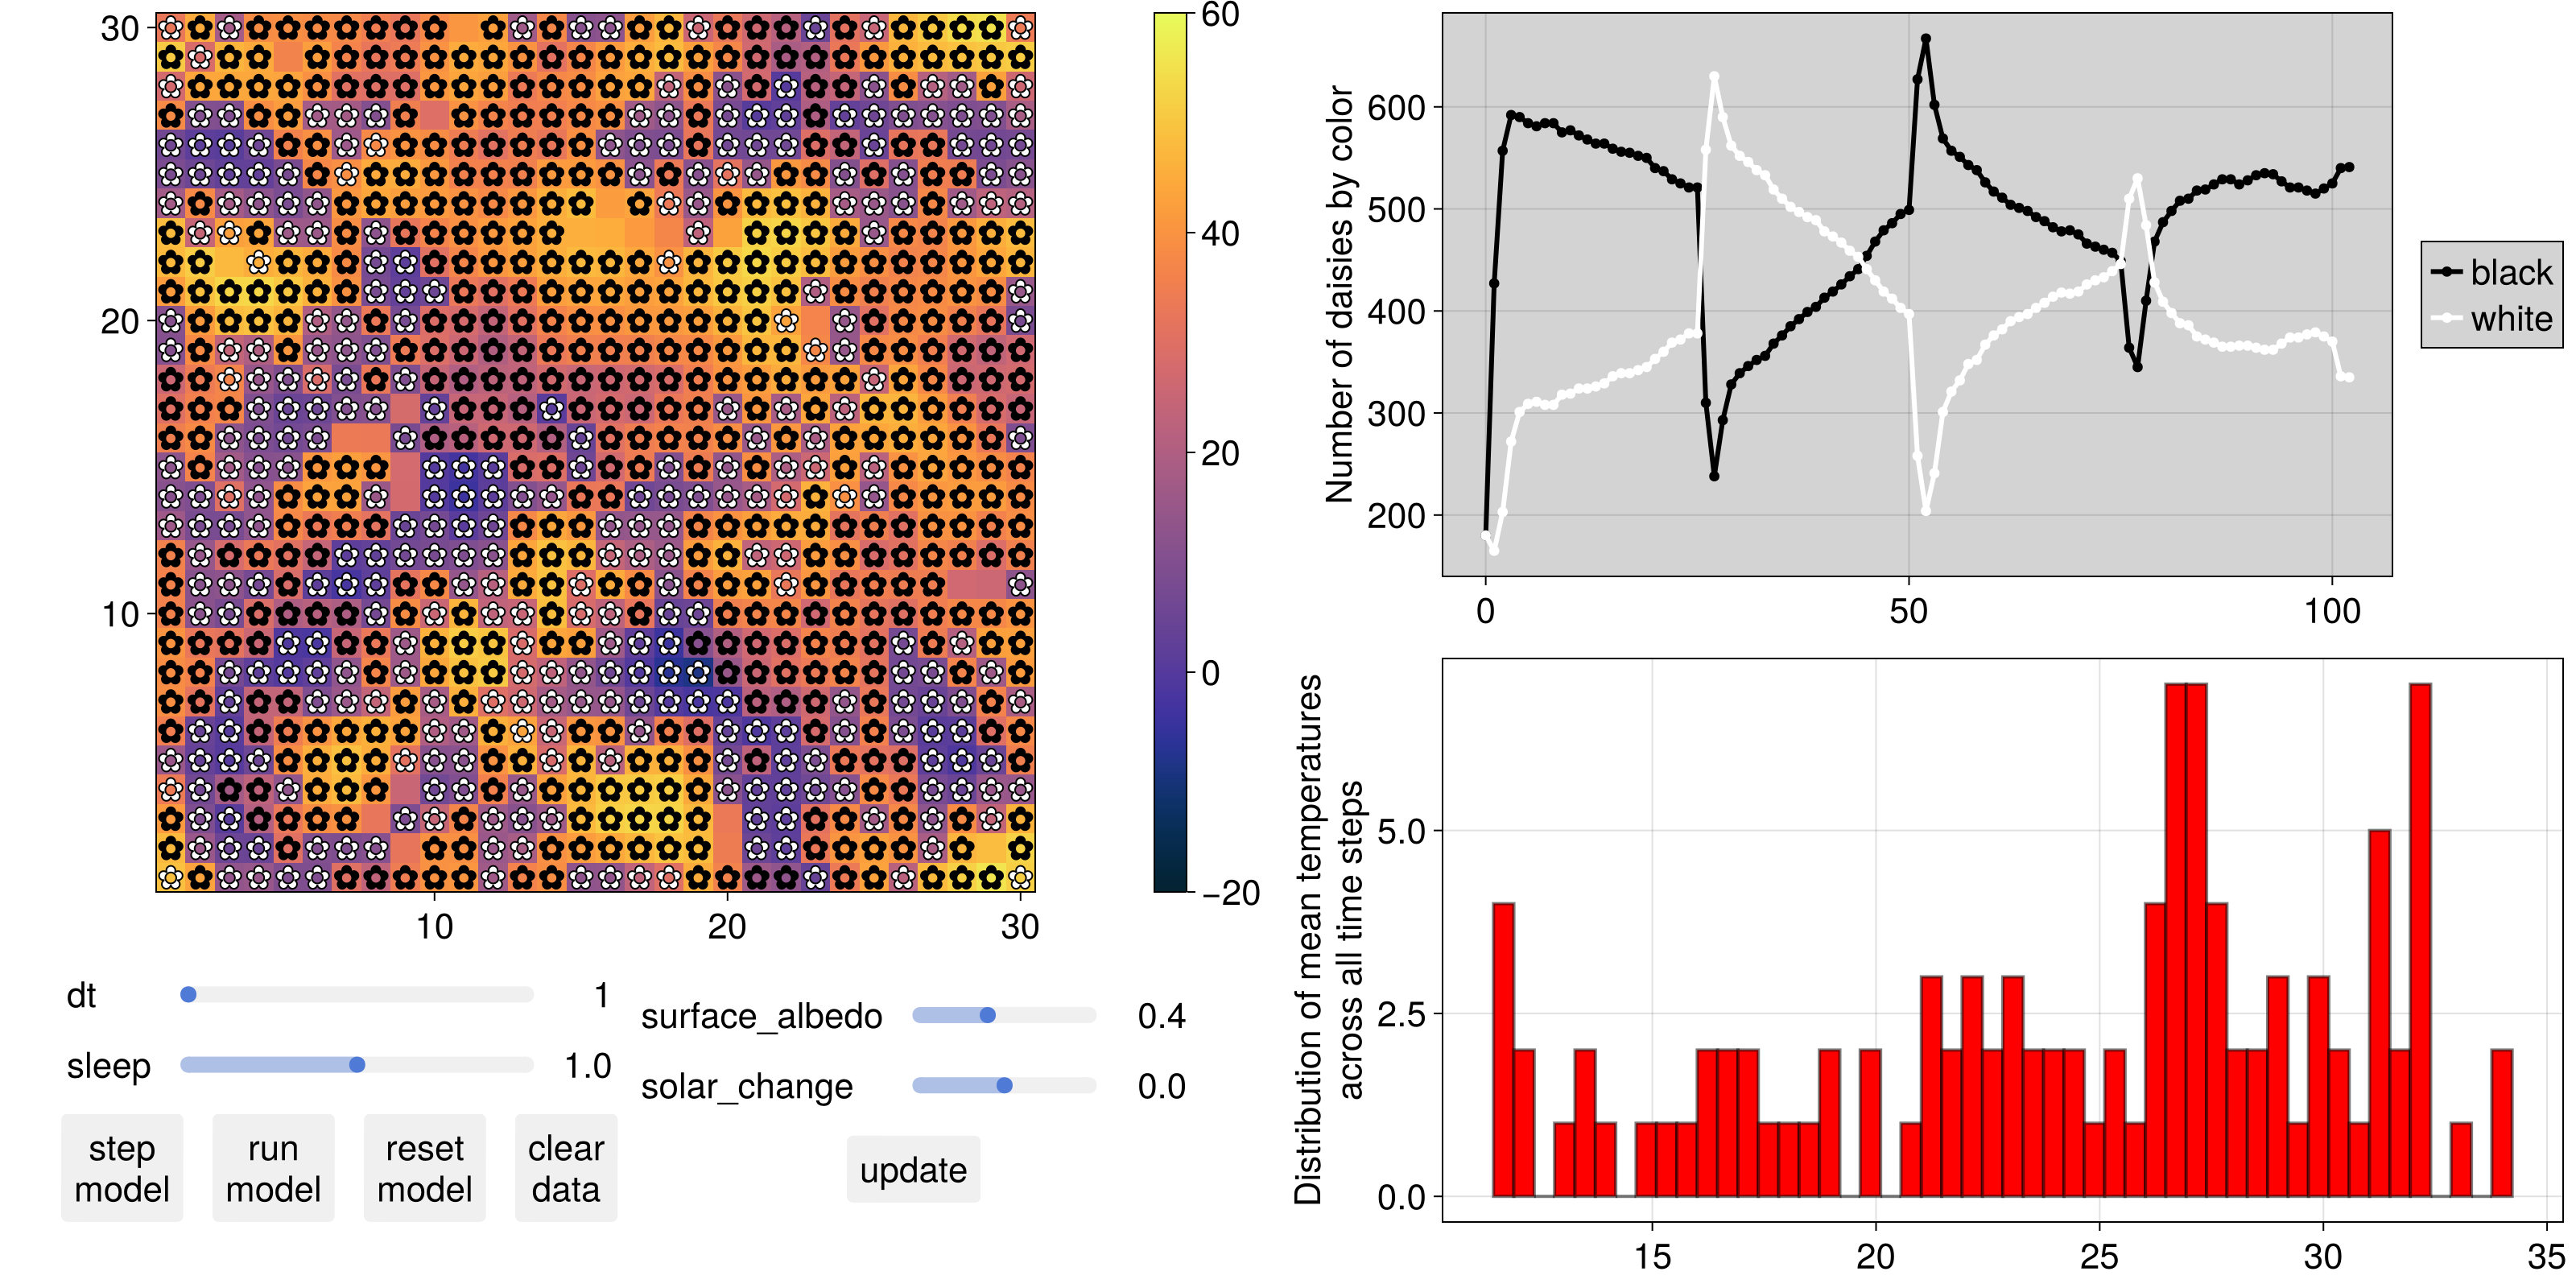 30
20
10
10
20
30
60
40
20
0
−20
dt
1
sleep
1.0
surface_albedo
0.4
solar_change
0.0
step
model
run
model
reset
model
clear
data
update
Number of daisies by color
600
500
400
300
200
0
50
100
black
white
Distribution of mean temperatures
across all time steps
5.0
2.5
0.0
15
20
25
30
35